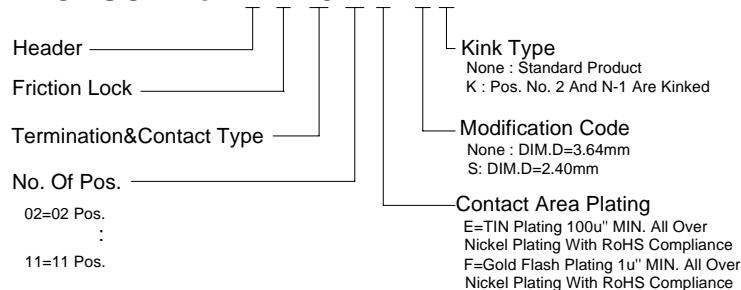 Header
Friction Lock
Termination&Contact Type
No. Of Pos.
02=02 Pos.
:
11=11 Pos.
Kink Type
None : Standard Product
K : Pos. No. 2 And N-1 Are Kinked
Modification Code
None : DIM.D=3.64mm
S: DIM.D=2.40mm
Contact Area Plating
E=TIN Plating 100u" MIN. All Over
Nickel Plating With RoHS Compliance
F=Gold Flash Plating 1u" MIN. All Over
Nickel Plating With RoHS Compliance